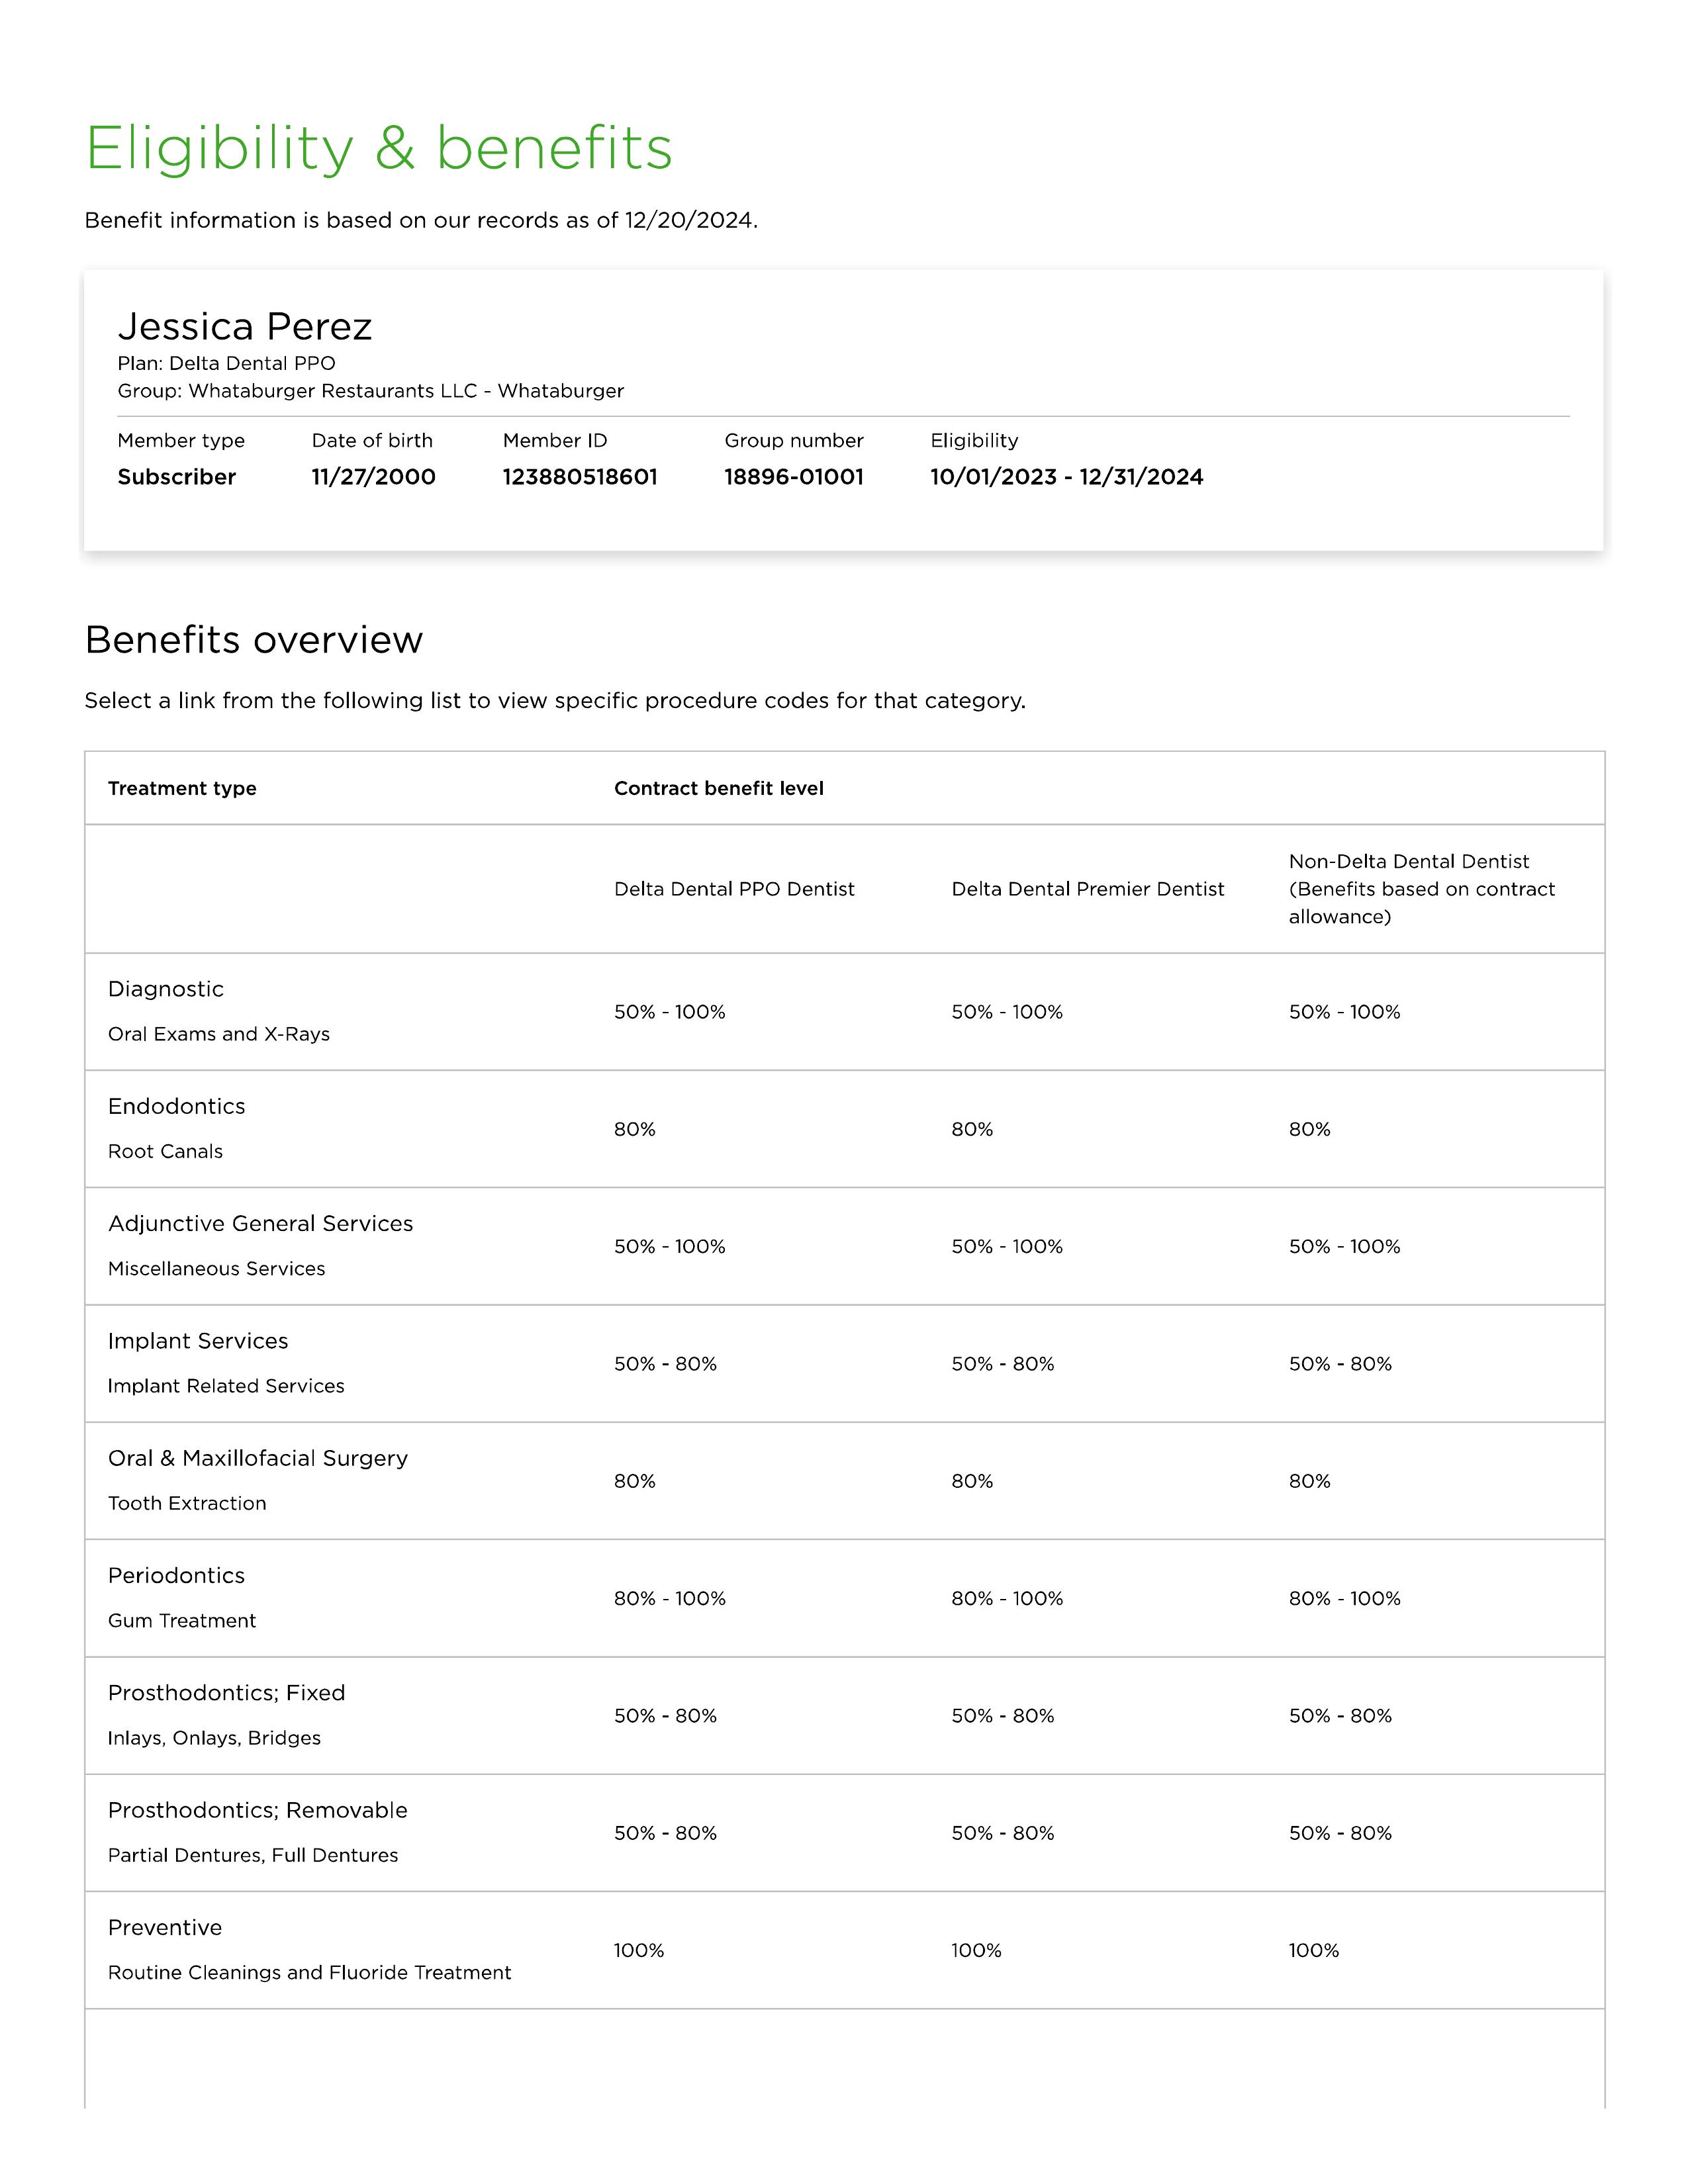 Eligibility & benefits
Benefit information is based on our records as of 12/20/2024.
Jessica Perez
Plan: Delta Dental PPO
Group: Whataburger Restaurants LLC - Whataburger
Member type Date of birth Member ID Group number Eligibility
Subscriber 11/27/2000 123880518601 18896-01001 10/01/2023 - 12/31/2024
Benefits overview
Select a link from the following list to view specific procedure codes for that category.
Treatment type Contract benefit level
Delta Dental PPO Dentist Delta Dental Premier Dentist Non-Delta Dental Dentist
(Benefits based on contract
allowance)
Diagnostic
Oral Exams and X-Rays
50% - 100% 50% - 100% 50% - 100%
Endodontics
Root Canals
80% 80% 80%
Adjunctive General Services
Miscellaneous Services
50% - 100% 50% - 100% 50% - 100%
Implant Services
Implant Related Services
50% - 80% 50% - 80% 50% - 80%
Oral & Maxillofacial Surgery
Tooth Extraction
80% 80% 80%
Periodontics
Gum Treatment
80% - 100% 80% - 100% 80% - 100%
Prosthodontics; Fixed
Inlays, Onlays, Bridges
50% - 80% 50% - 80% 50% - 80%
Prosthodontics; Removable
Partial Dentures, Full Dentures
50% - 80% 50% - 80% 50% - 80%
Preventive
Routine Cleanings and Fluoride Treatment
100% 100% 100%